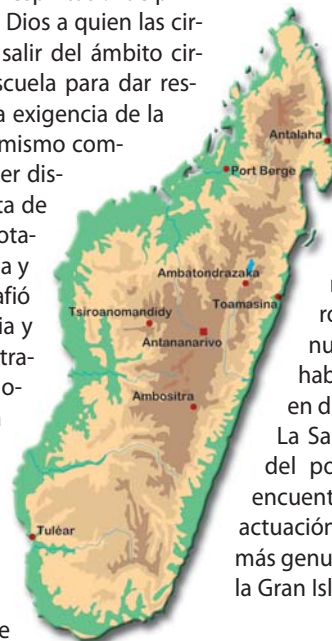 Dios a quien las cir-
salir del ámbito cir-
scuela para dar res-
a exigencia de la
mismo com-
er dis-
ta de
ota-
a y
afió
ia y
tra-
o-
e
Antalaha
Port Berge
Ambatondrazaka
Toamasina
Tsiroanomandidy
Antananarivo
Ambositra
Tuléar
ro
nu
hab
en d
La Sa
del po
encuent
actuación
más genu
la Gran Isl